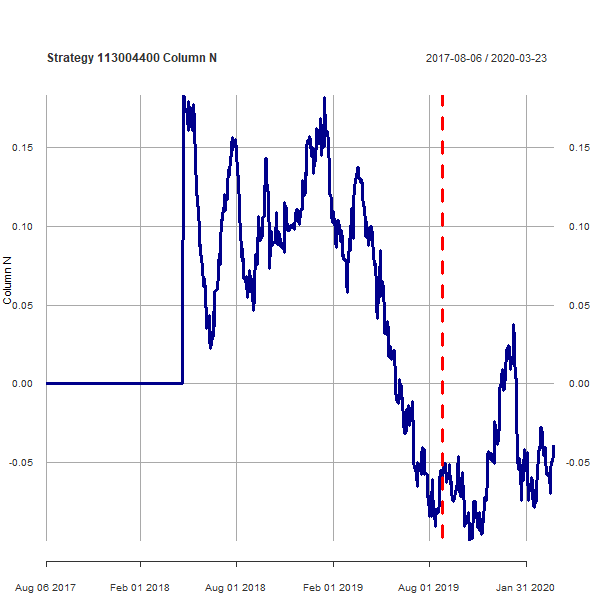 Strategy 113004400 Column N
2017-08-06 / 2020-03-23
0.15
0.15
0.10
0.10
Column N
0.05
0.05
0.00
0.00
-0.05
-0.05
Aug 06 2017
Feb 01 2018
Aug 01 2018
Feb 01 2019
Aug 01 2019
Jan 31 2020